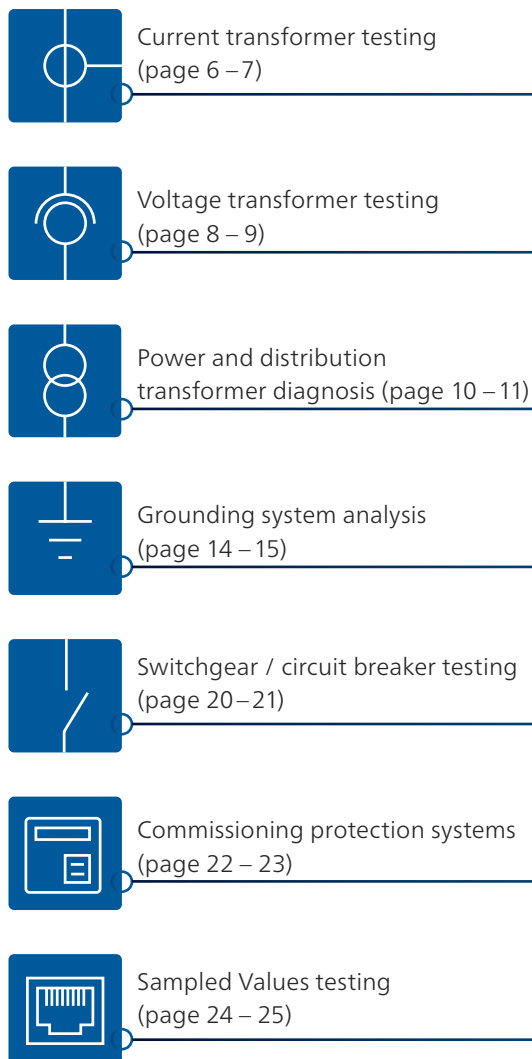 Current transformer testing
(page 6 – 7)
Voltage transformer testing
(page 8 – 9)
Power and distribution
transformer diagnosis (page 10 – 11)
Grounding system analysis
(page 14 – 15)
Switchgear / circuit breaker testing
(page 20 – 21)
Commissioning protection systems
(page 22 – 23)
Sampled Values testing
(page 24 – 25)